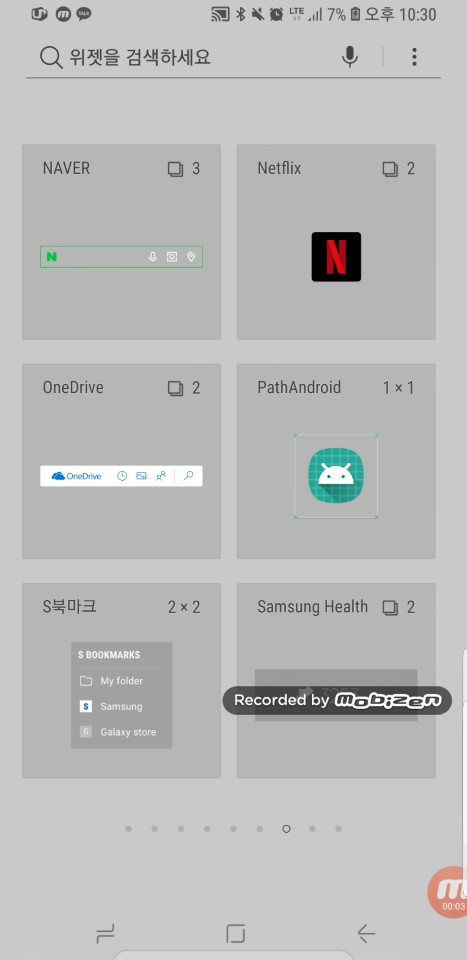 TALK
LTE
7%
오후 10:30
위젯을 검색하세요
NAVER
3
Netflix
2
N
N
OneDrive
2
PathAndroid
1 × 1
OneDrive
S북마크
2 × 2
Samsung Health
2
S BOOKMARKS
My folder
S
Samsung
G
Galaxy store
Recorded by mobizen
m
00:03